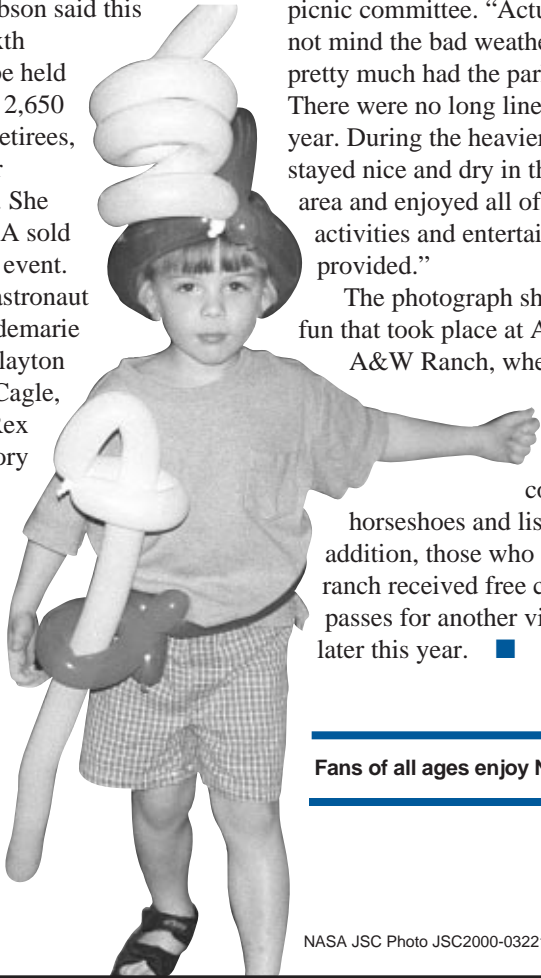 bson said this
xth
be held
2,650
etirees,
r
. She
A sold
event.
astronaut
demarie
layton
Cagle,
Rex
ory
picnic committee. “Actu
not mind the bad weathe
pretty much had the par
There were no long line
year. During the heavier
stayed nice and dry in th
area and enjoyed all of
activities and entertai
provided.”
The photograph sh
fun that took place at A
A&W Ranch, whe
co
horseshoes and lis
addition, those who
ranch received free c
passes for another vi
later this year. ■
Fans of all ages enjoy N
NASA JSC Photo JSC2000-0322